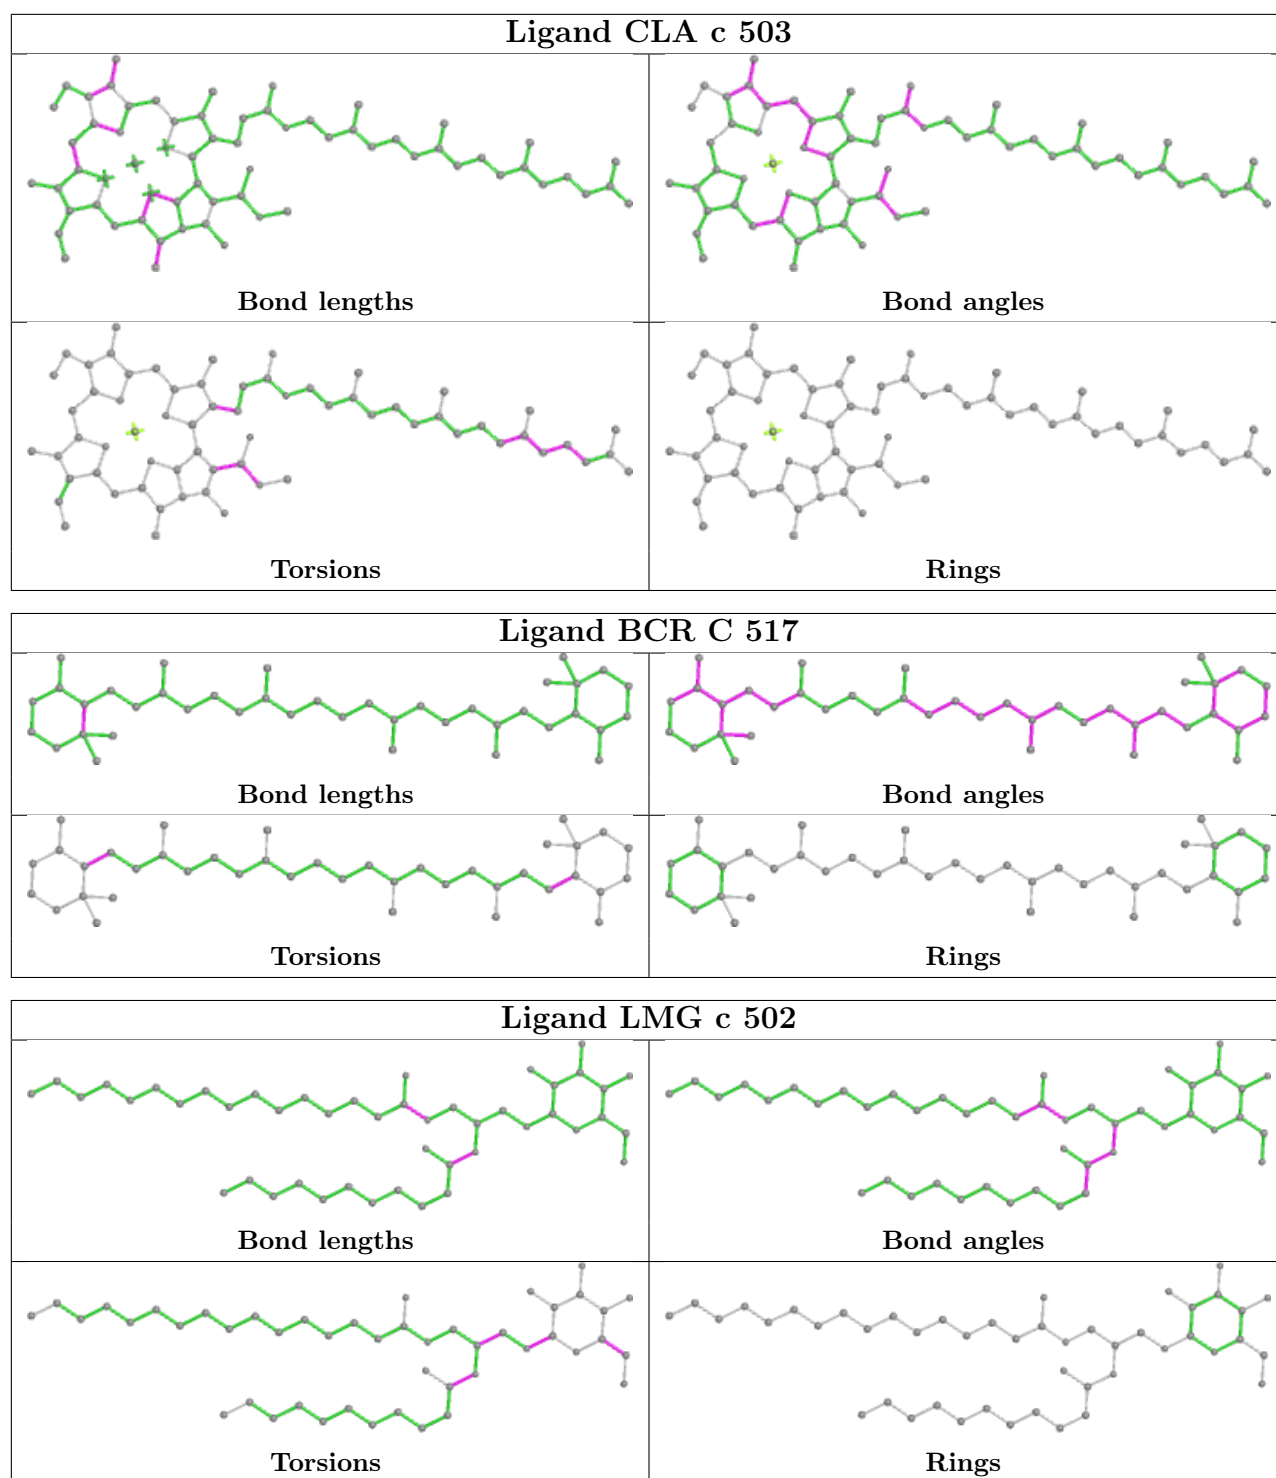 Ligand CLA c 503
Bond lengths
Bond angles
Torsions
Rings
Ligand BCR C 517
Bond lengths
Bond angles
Torsions
Rings
Ligand LMG c 502
Bond lengths
Bond angles
Torsions
Rings